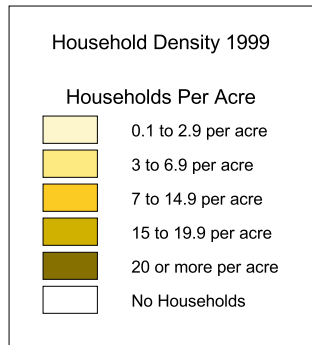 Household Density 1999
Households Per Acre
0.1 to 2.9 per acre
3 to 6.9 per acre
7 to 14.9 per acre
15 to 19.9 per acre
20 or more per acre
No Households